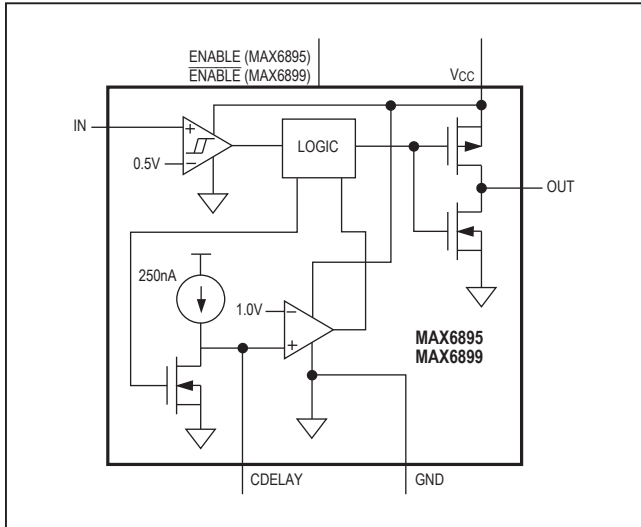 ENABLE (MAX6895)
ENABLE (MAX6899)
VCC
IN
+
0.5V
−
LOGIC
OUT
250nA
1.0V
−
+
MAX6895
MAX6899
CDELAY
GND